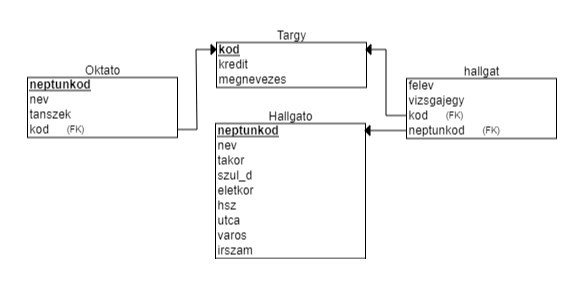 Oktato
neptunkod
nev
tanszek
kod (FK)
Targy
kod
kredit
megnevezes
Hallgato
neptunkod
nev
takor
szul_d
eletkor
hsz
utca
varos
irszam
hallgat
felev
vizsgajegy
kod (FK)
neptunkod (FK)